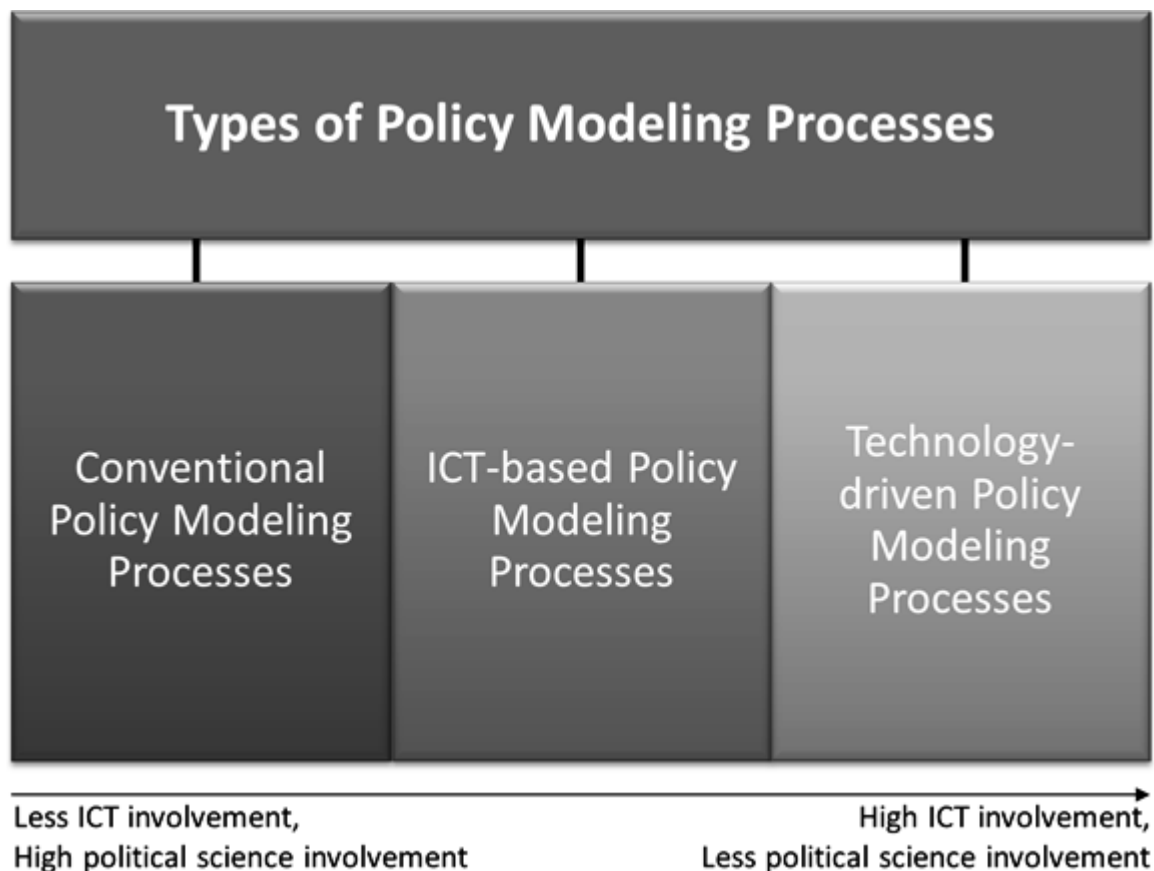 Types of Policy Modeling Processes
Conventional
Policy Modeling
Processes
ICT-based Policy
Modeling
Processes
Technology-
driven Policy
Modeling
Processes
Less ICT involvement,
High political science involvement
High ICT involvement,
Less political science involvement